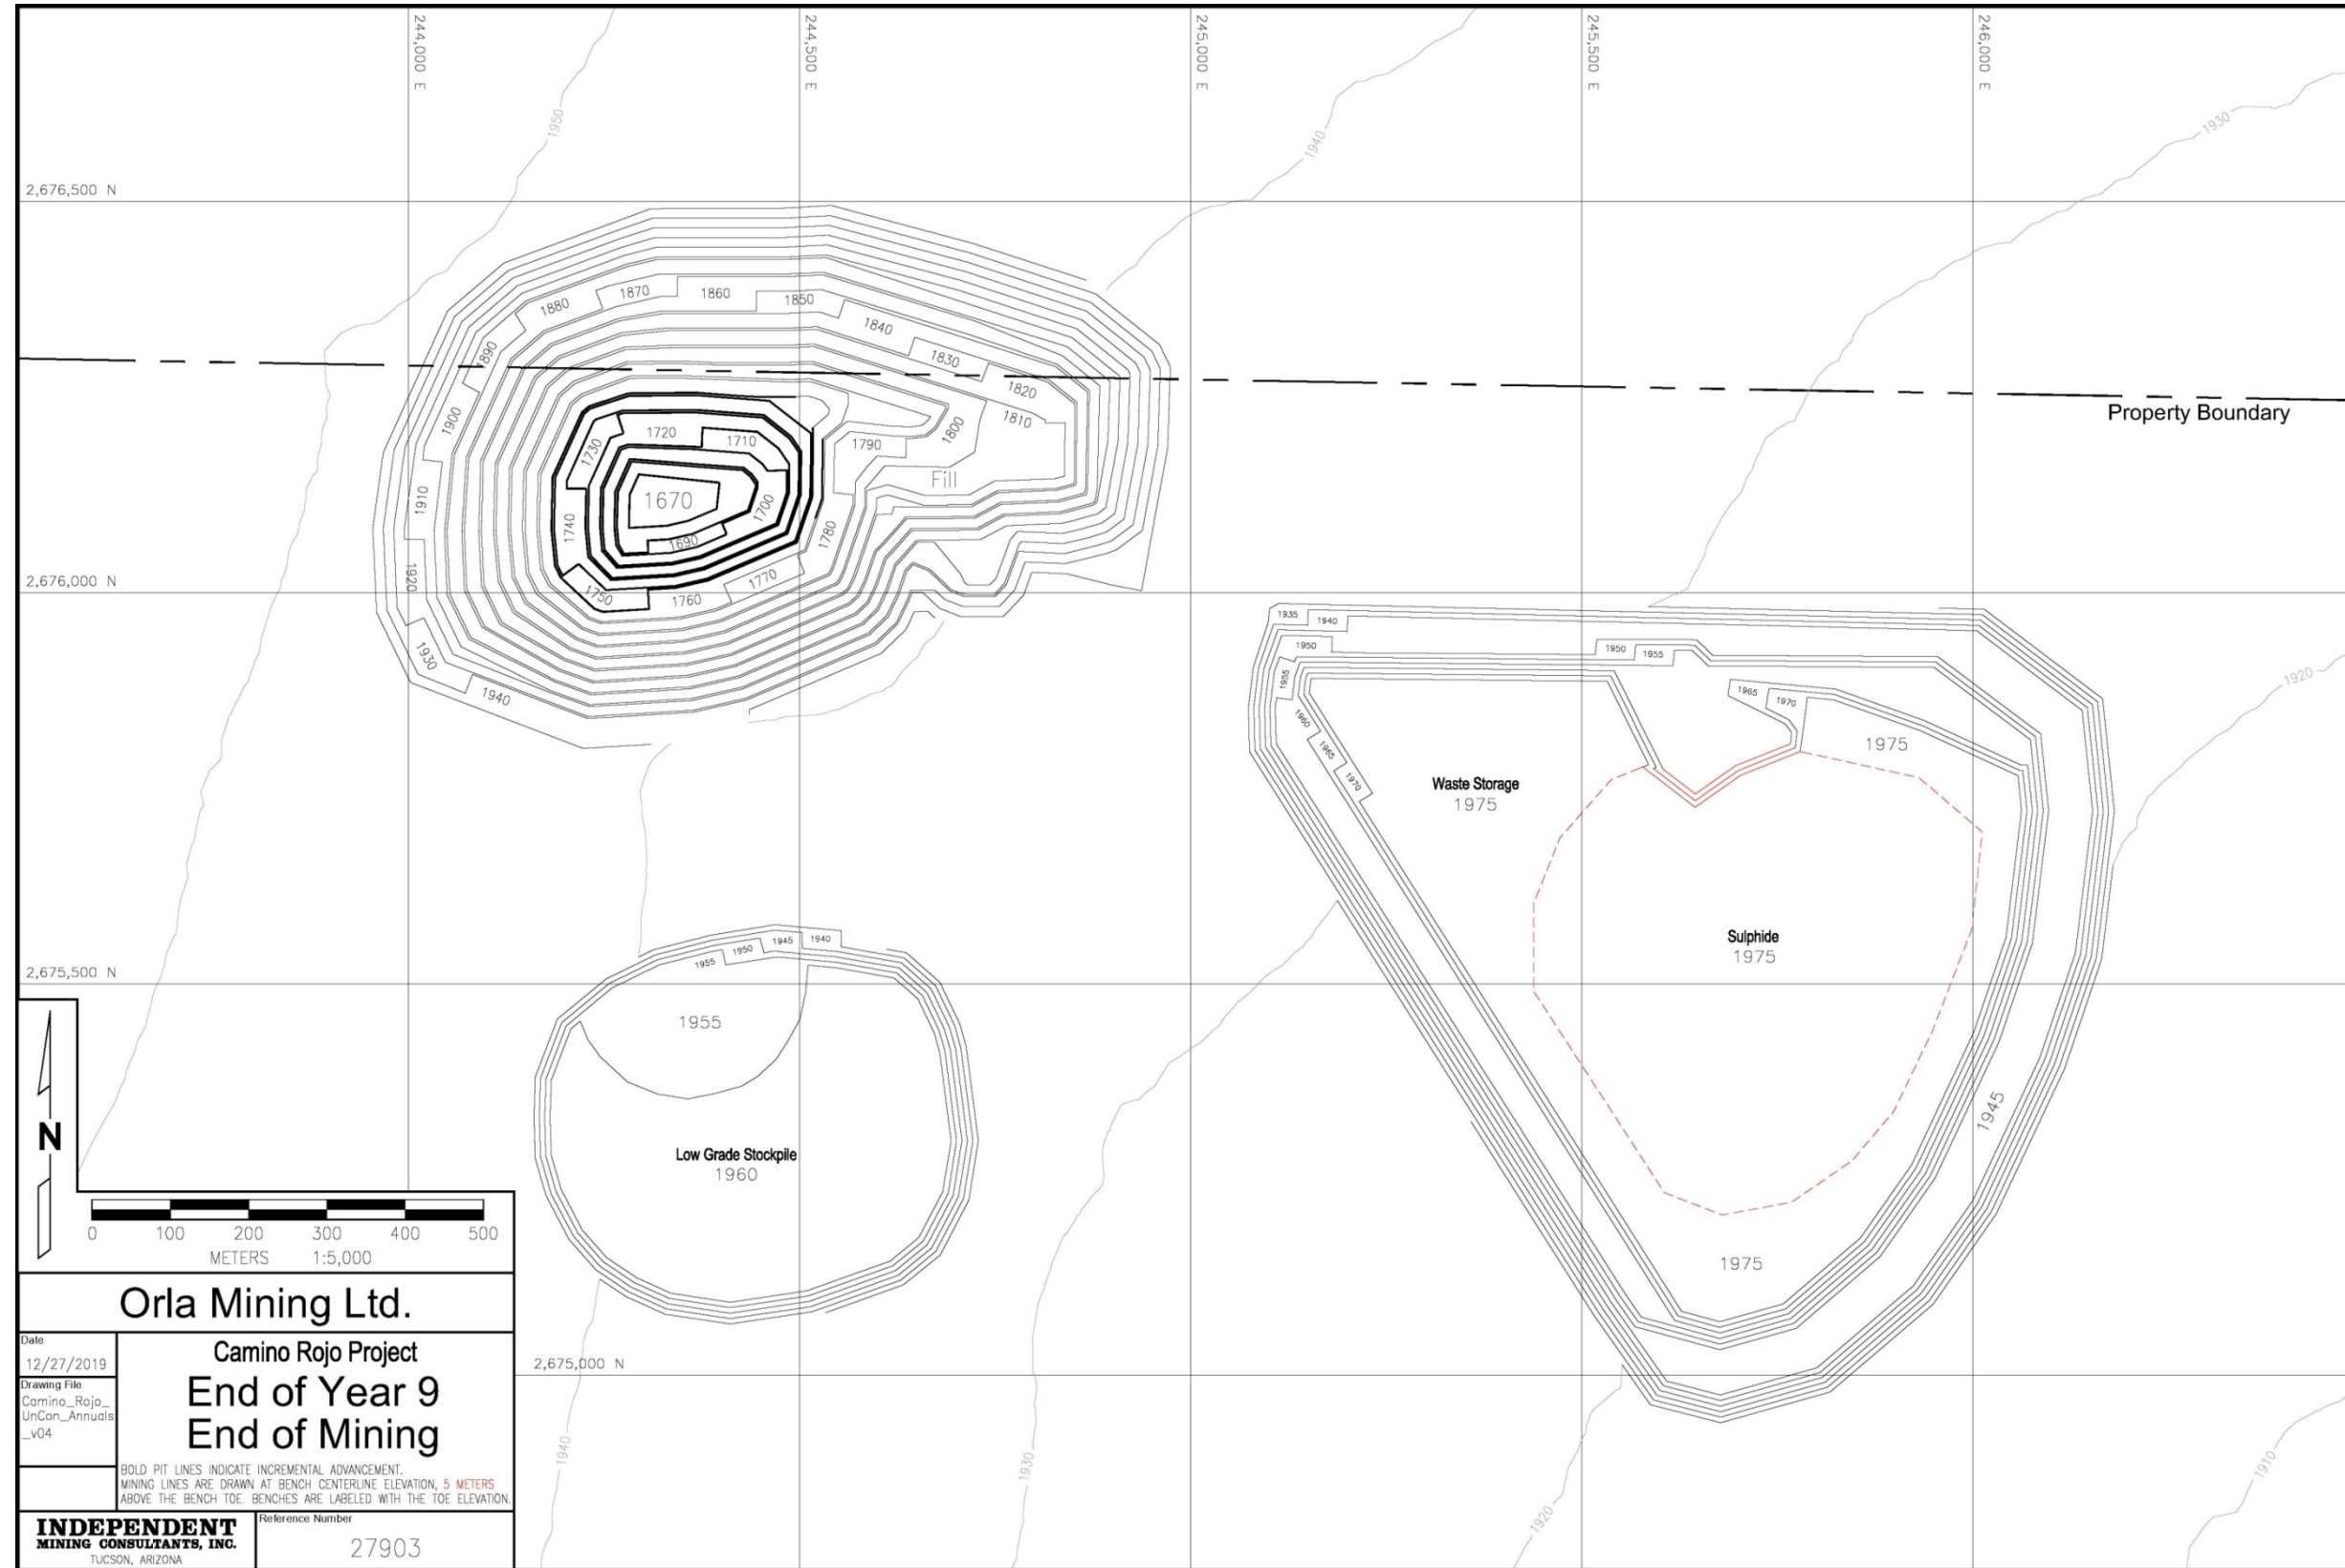 244,000 E
244,500 E
245,000 E
245,500 E
246,000 E
1950
1940
1930
2,676,500 N
1880
1870
1860
1850
1840
1830
1820
1810
1890
1900
1910
1920
1930
1940
Property Boundary
1730
1720
1710
1790
1800
Fill
1670
1700
1690
1740
1780
1750
1760
1770
2,676,000 N
1935
1940
1950
1950
1955
1955
1960
1965
1970
1965
1970
1975
1920
Waste Storage
1975
Sulphide
1975
1955
1950
1945
1940
2,675,500 N
1955
1945
Low Grade Stockpile
1960
1975
N
0 100 200 300 400 500
METERS 1:5,000
Orla Mining Ltd.
Date
12/27/2019
Drawing File
Camino_Rojo_
UnCon_Annuals
_v04
Camino Rojo Project
End of Year 9
End of Mining
2,675,000 N
BOLD PIT LINES INDICATE INCREMENTAL ADVANCEMENT.
MINING LINES ARE DRAWN AT BENCH CENTERLINE ELEVATION, 5 METERS
ABOVE THE BENCH TOE. BENCHES ARE LABELED WITH THE TOE ELEVATION.
INDEPENDENT
MINING CONSULTANTS, INC.
TUCSON, ARIZONA
Reference Number
27903
1940
1930
1920
1910